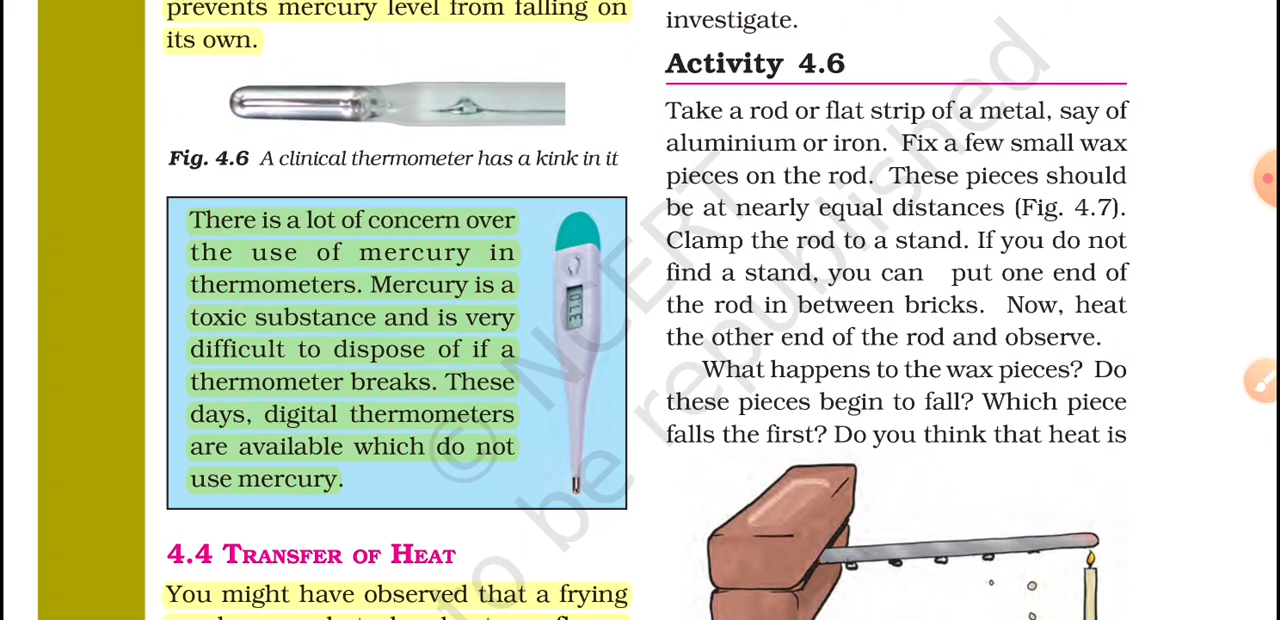 prevents mercury level from falling on
its own.
Fig. 4.6 A clinical thermometer has a kink in it
There is a lot of concern over
the use of mercury in
thermometers. Mercury is a
toxic substance and is very
difficult to dispose of if a
thermometer breaks. These
days, digital thermometers
are available which do not
use mercury.
4.4 TRANSFER OF HEAT
You might have observed that a frying
investigate.
Activity 4.6
Take a rod or flat strip of a metal, say of
aluminium or iron. Fix a few small wax
pieces on the rod. These pieces should
be at nearly equal distances (Fig. 4.7).
Clamp the rod to a stand. If you do not
find a stand, you can put one end of
the rod in between bricks. Now, heat
the other end of the rod and observe.
What happens to the wax pieces? Do
these pieces begin to fall? Which piece
falls the first? Do you think that heat is
© NCERT
to be republished